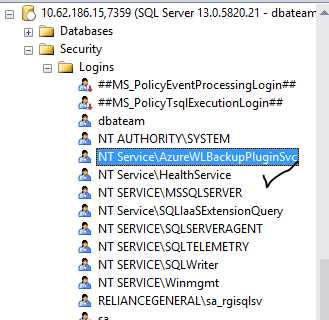 10.62.186.15,7359 (SQL Server 13.0.5820.21 - dbateam
Databases
Security
Logins
##MS_PolicyEventProcessingLogin##
##MS_PolicyTsqlExecutionLogin##
dbateam
NT AUTHORITY\SYSTEM
NT Service\AzureWLBackupPluginSvc
NT Service\HealthService
NT SERVICE\MSSQLSERVER
NT Service\SQLIaaSExtensionQuery
NT SERVICE\SQLSERVERAGENT
NT SERVICE\SQLTELEMETRY
NT SERVICE\SQLWriter
NT SERVICE\Winmgmt
RELIANCEGENERAL\sa_rgisqlsv
sa